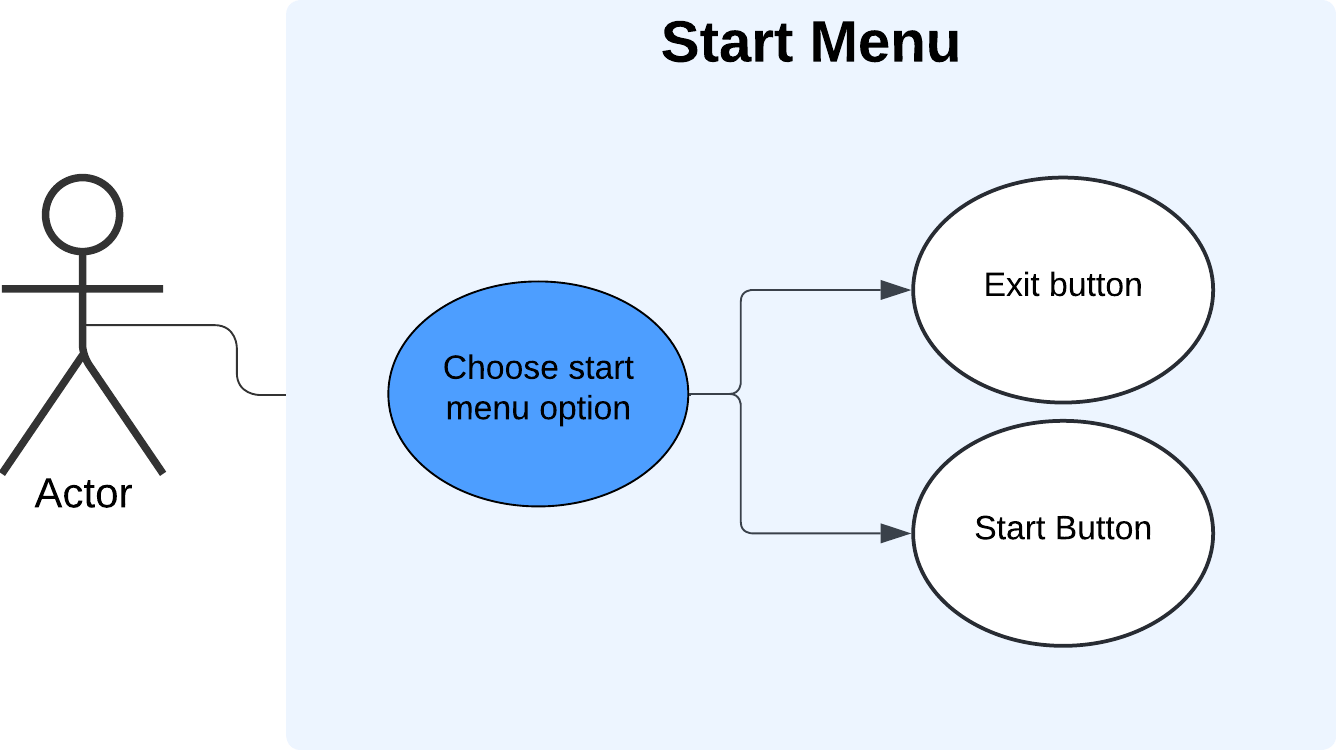 Start Menu
Actor
Choose start
menu option
Exit button
Start Button